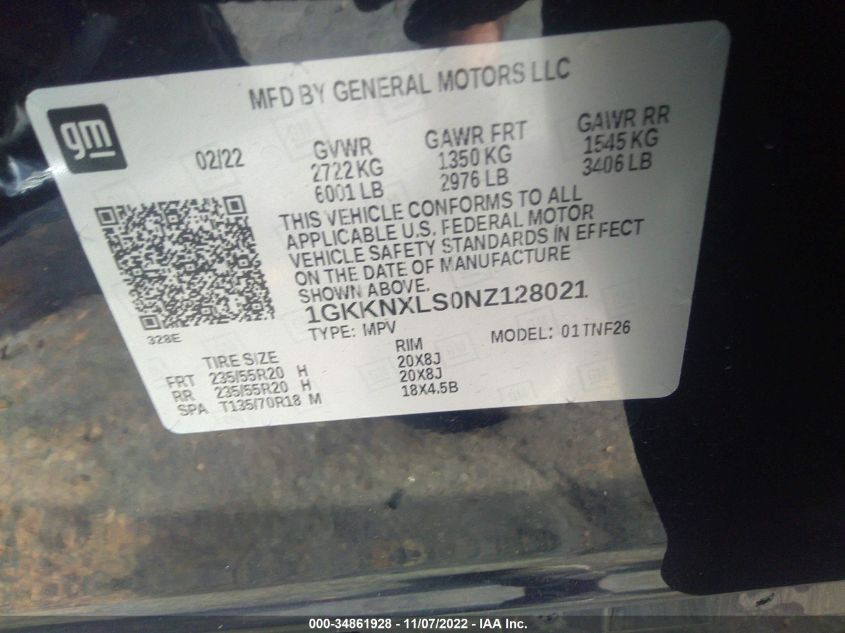 MFD BY GENERAL MOTORS LLC
gm
02/22
GVWR
2722 KG
6001 LB
GAWR FRT
1350 KG
2976 LB
GAWR RR
1545 KG
3406 LB
THIS VEHICLE CONFORMS TO ALL
APPLICABLE U.S. FEDERAL MOTOR
VEHICLE SAFETY STANDARDS IN EFFECT
ON THE DATE OF MANUFACTURE
SHOWN ABOVE.
1GKKNXLS0NZ128021
328E
TYPE: MPV MODEL: 01TNF26
TIRE SIZE RIM
FRT 235/55R20 H 20X8J
RR 235/55R20 H 20X8J
SPA T135/70R18 M 18X4.5B
000-34861928 - 11/07/2022 - IAA Inc.